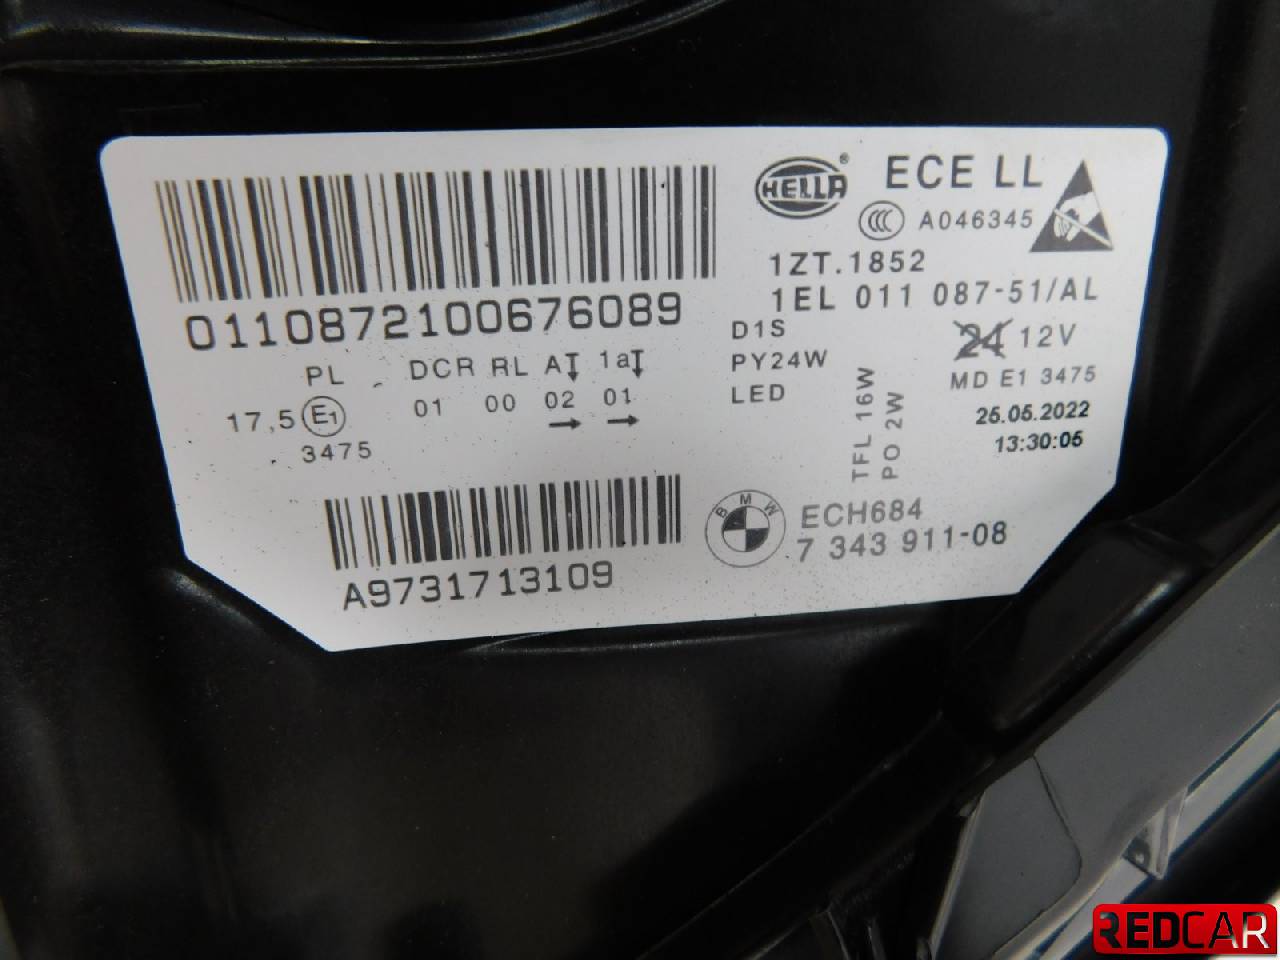 HELLA®
ECE LL
CCC A046345
1ZT.1852
1EL 011 087-51/AL
0110872100676089
D1S
PY24W
LED
24 12V
MD E1 3475
26.05.2022
13:30:05
TFL 16W
PO 2W
PL DCR RL A 1a
17,5 E1 01 00 02 01
3475
BMW
ECH684
7 343 911-08
A9731713109
REDCAR